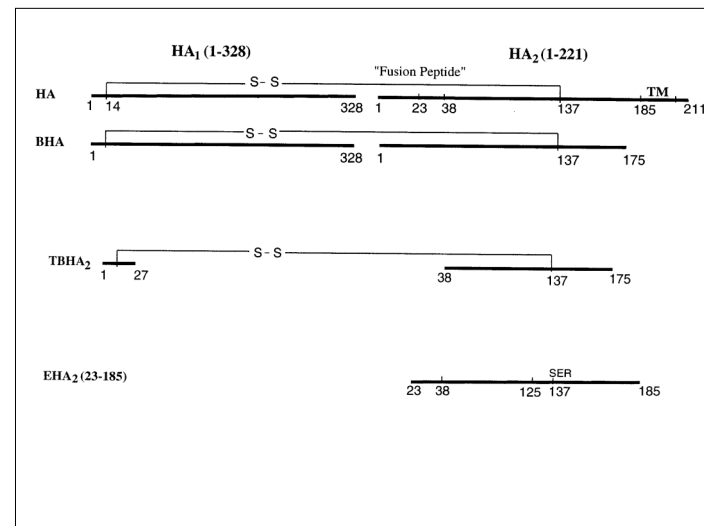 HA₁ (1-328) HA₂ (1-221)
"Fusion Peptide"
S- S
HA TM
1 14 328 1 23 38 137 185 211
S - S
BHA
1 328 1 137 175
S - S
TBHA₂
1 27 38 137 175
SER
EHA₂ (23-185)
23 38 125 137 185